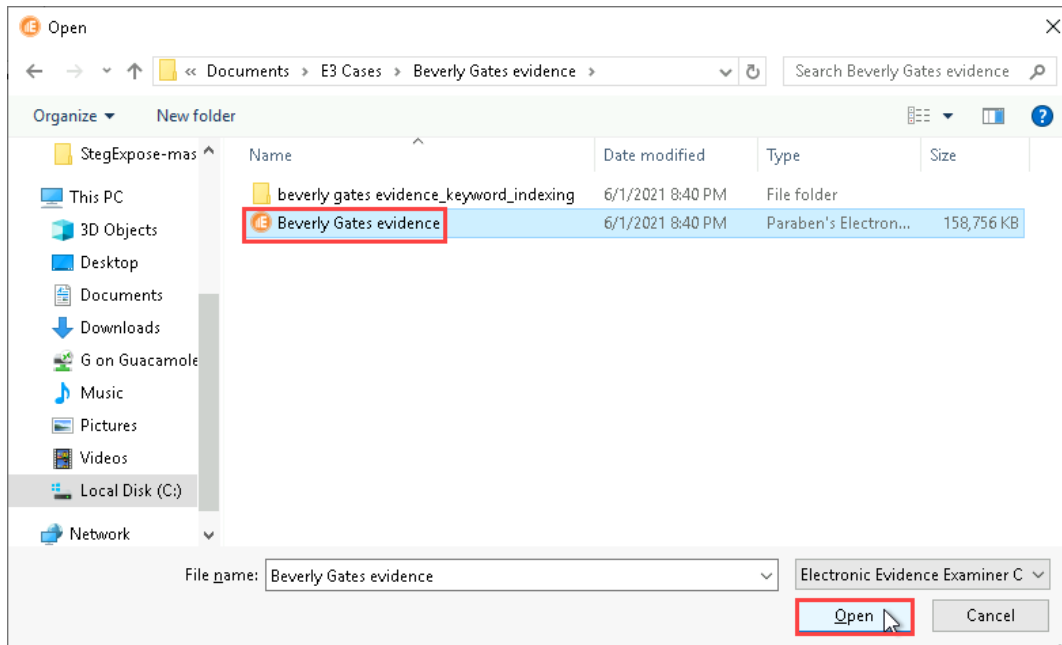 Open
« Documents › E3 Cases › Beverly Gates evidence ›
Search Beverly Gates evidence
Organize
New folder
StegExpose-mas
This PC
3D Objects
Desktop
Documents
Downloads
G on Guacamole
Music
Pictures
Videos
Local Disk (C:)
Network
Name Date modified Type Size
beverly gates evidence_keyword_indexing 6/1/2021 8:40 PM File folder
Beverly Gates evidence 6/1/2021 8:40 PM Paraben's Electron... 158,756 KB
File name: Beverly Gates evidence
Electronic Evidence Examiner C
Open
Cancel